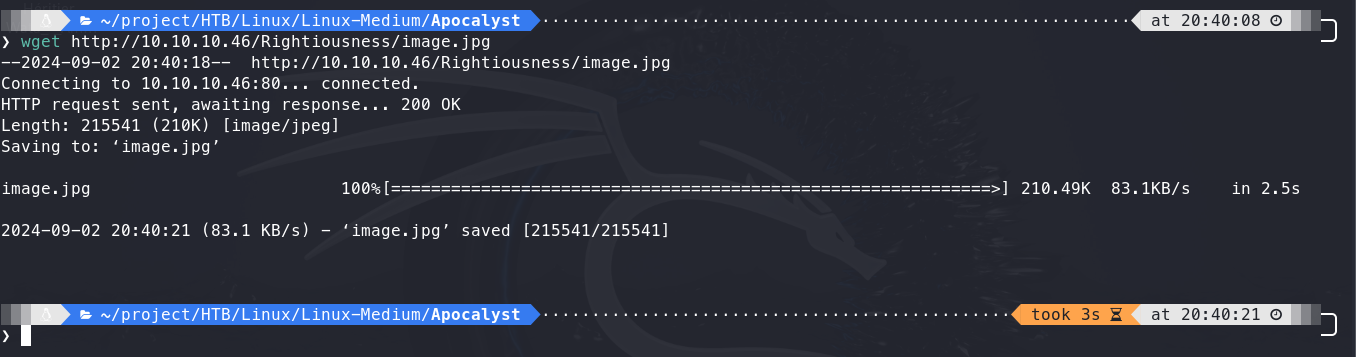 ~/project/HTB/Linux/Linux-Medium/Apocalyst at 20:40:08
❯ wget http://10.10.10.46/Rightiousness/image.jpg
--2024-09-02 20:40:18--  http://10.10.10.46/Rightiousness/image.jpg
Connecting to 10.10.10.46:80... connected.
HTTP request sent, awaiting response... 200 OK
Length: 215541 (210K) [image/jpeg]
Saving to: ‘image.jpg’
image.jpg 100%[============================================================>] 210.49K 83.1KB/s in 2.5s
2024-09-02 20:40:21 (83.1 KB/s) - ‘image.jpg’ saved [215541/215541]
~/project/HTB/Linux/Linux-Medium/Apocalyst took 3s at 20:40:21
❯